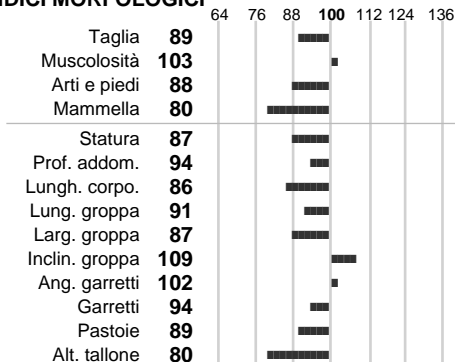 INDICI MORFOLOGICI
64 76 88 100 112 124 136
Taglia 89
Muscolosità 103
Arti e piedi 88
Mammella 80
Statura 87
Prof. addom. 94
Lungh. corpo. 86
Lung. groppa 91
Larg. groppa 87
Inclin. groppa 109
Ang. garretti 102
Garretti 94
Pastoie 89
Alt. tallone 80